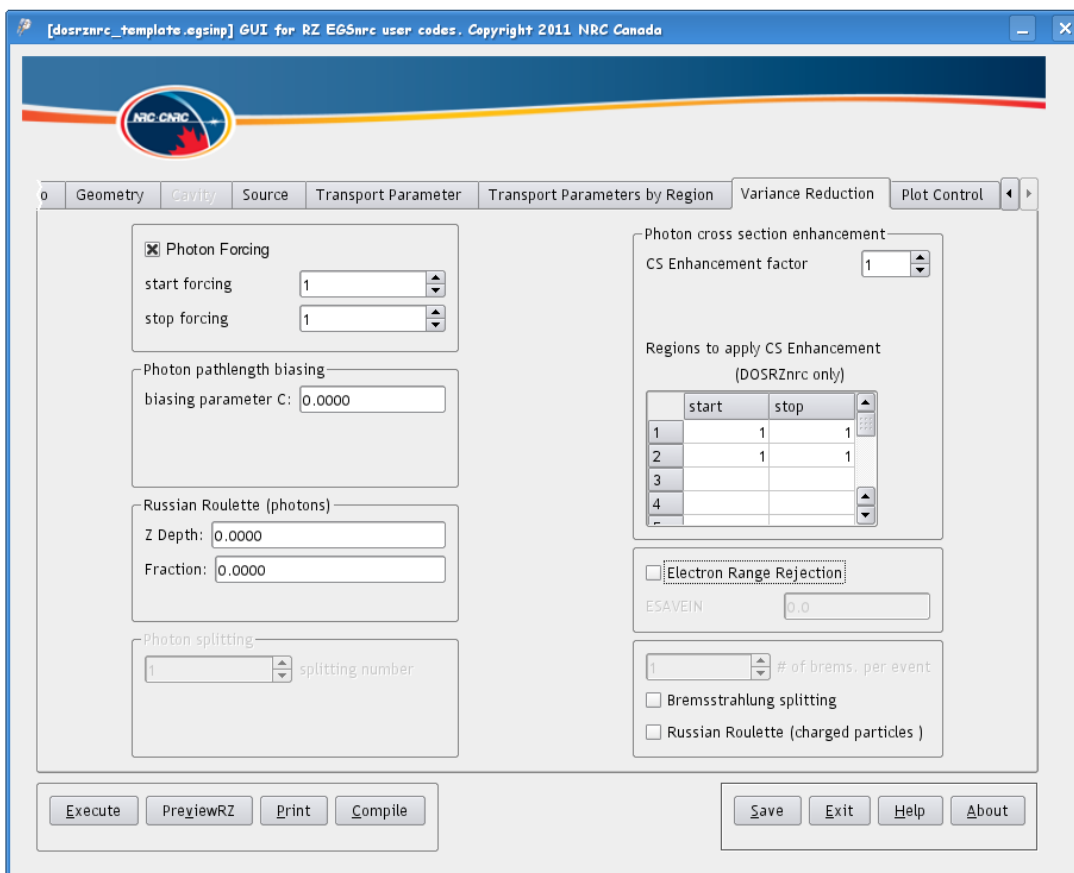 [dosrznrc_template.egsinp] GUI for RZ EGSnrc user codes. Copyright 2011 NRC Canada
NRC·CNRC
o Geometry Cavity Source Transport Parameter Transport Parameters by Region Variance Reduction Plot Control
Photon Forcing
start forcing 1
stop forcing 1
Photon pathlength biasing
biasing parameter C: 0.0000
Russian Roulette (photons)
Z Depth: 0.0000
Fraction: 0.0000
Photon splitting
1 splitting number
Photon cross section enhancement
CS Enhancement factor 1
Regions to apply CS Enhancement
(DOSRZnrc only)
start stop
1 1 1
2 1 1
3
4
Electron Range Rejection
ESAVEIN 0.0
1 # of brems. per event
Bremsstrahlung splitting
Russian Roulette (charged particles )
Execute PreviewRZ Print Compile
Save Exit Help About